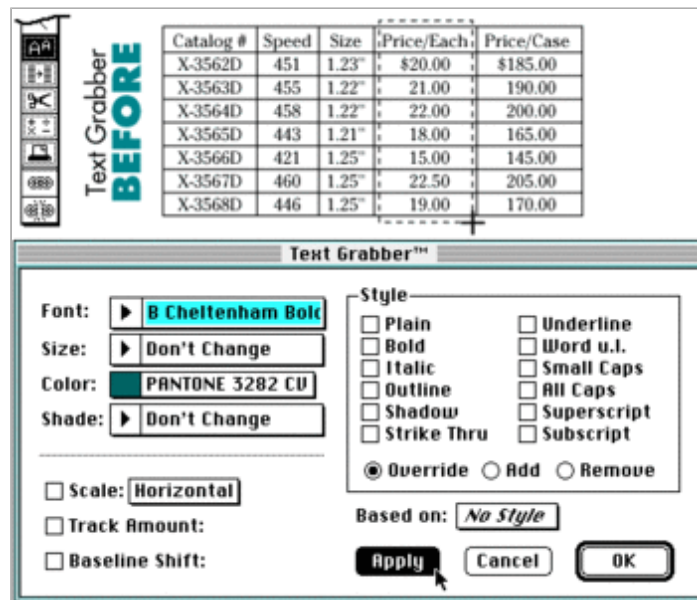 Text Grabber
BEFORE
Catalog # Speed Size Price/Each Price/Case
X-3562D 451 1.23" $20.00 $185.00
X-3563D 455 1.22" 21.00 190.00
X-3564D 458 1.22" 22.00 200.00
X-3565D 443 1.21" 18.00 165.00
X-3566D 421 1.25" 15.00 145.00
X-3567D 460 1.25" 22.50 205.00
X-3568D 446 1.25" 19.00 170.00
Text Grabber™
Font: B Cheltenham Bold
Size: Don't Change
Color: PANTONE 3282 CV
Shade: Don't Change
Scale: Horizontal
Track Amount:
Baseline Shift:
Style
Plain Underline
Bold Word u.l.
Italic Small Caps
Outline All Caps
Shadow Superscript
Strike Thru Subscript
Override Add Remove
Based on: No Style
Apply Cancel OK